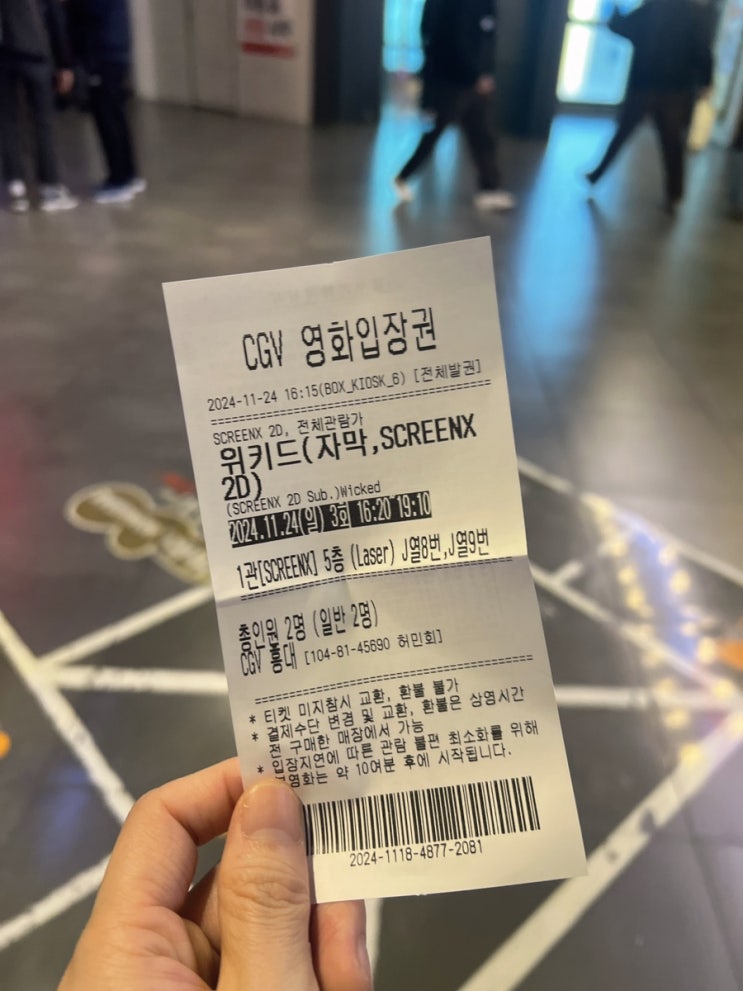 CGV 영화입장권
2024-11-24 16:15(BOX_KIOSK_6) [전체발권]
SCREENX 2D, 전체관람가
위키드(자막,SCREENX
2D)
(SCREENX 2D Sub.)Wicked
2024.11.24(일) 3회 16:20 19:10
1관[SCREENX] 5층 (Laser) J열8번,J열9번
총인원 2명 (일반 2명)
CGV 홍대 [104-81-45690 허민회]
* 티켓 미지참시 교환, 환불 불가
* 결제수단 변경 및 교환, 환불은 상영시간
전 구매한 매장에서 가능
* 입장지연에 따른 관람 불편 최소화를 위해
영화는 약 10여분 후에 시작됩니다.
2024-1118-4877-2081